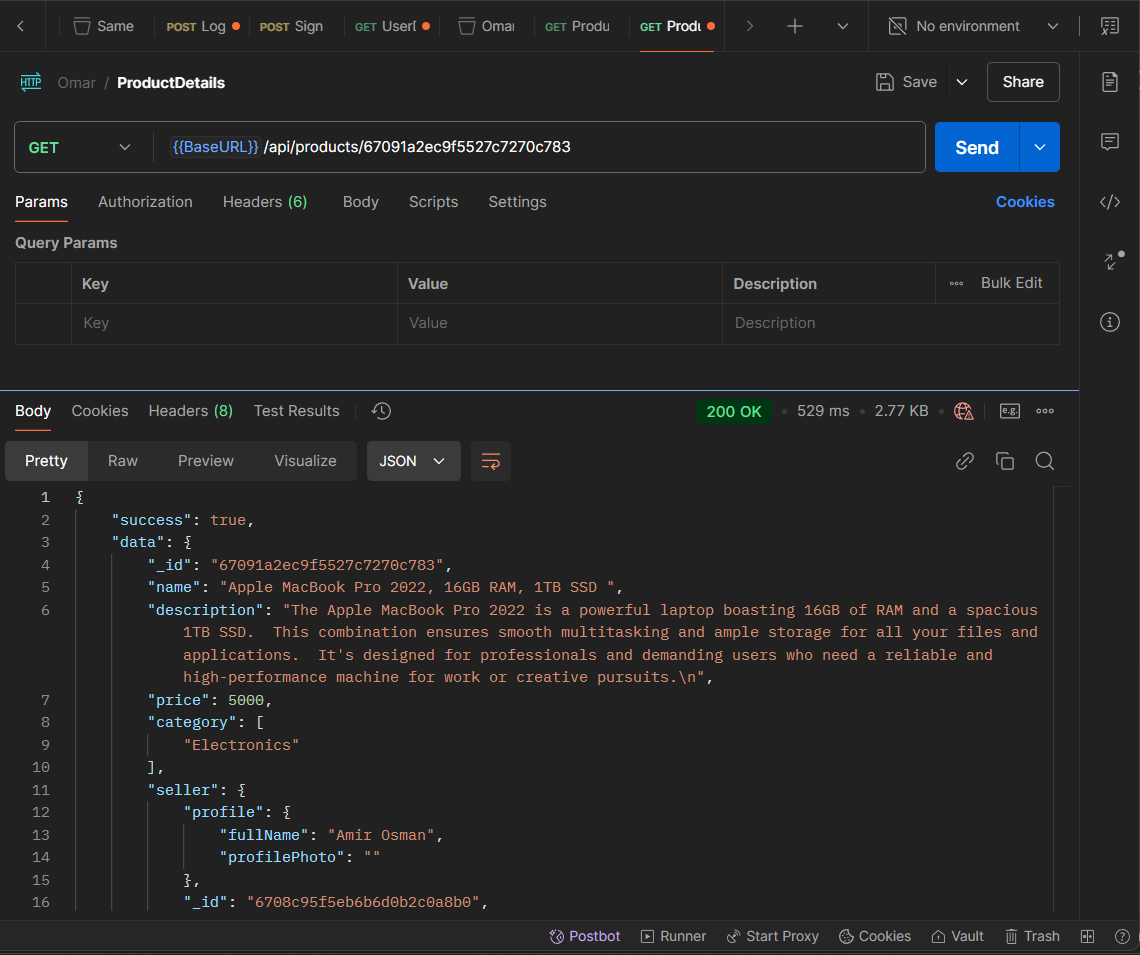 Same
POST Log
POST Sign
GET User
Omar
GET Produ
GET Produ
No environment
HTTP Omar / ProductDetails
Save
Share
GET {{BaseURL}} /api/products/67091a2ec9f5527c7270c783
Send
Params Authorization Headers (6) Body Scripts Settings
Cookies
Query Params
Key Value Description Bulk Edit
Key Value Description
Body Cookies Headers (8) Test Results
200 OK 529 ms 2.77 KB e.g.
Pretty Raw Preview Visualize JSON
1 {
2 "success": true,
3 "data": {
4 "_id": "67091a2ec9f5527c7270c783",
5 "name": "Apple MacBook Pro 2022, 16GB RAM, 1TB SSD ",
6 "description": "The Apple MacBook Pro 2022 is a powerful laptop boasting 16GB of RAM and a spacious
1TB SSD.  This combination ensures smooth multitasking and ample storage for all your files and
applications.  It's designed for professionals and demanding users who need a reliable and
high-performance machine for work or creative pursuits.\n",
7 "price": 5000,
8 "category": [
9 "Electronics"
10 ],
11 "seller": {
12 "profile": {
13 "fullName": "Amir Osman",
14 "profilePhoto": ""
15 },
16 "_id": "6708c95f5eb6b6d0b2c0a8b0",
Postbot Runner Start Proxy Cookies Vault Trash